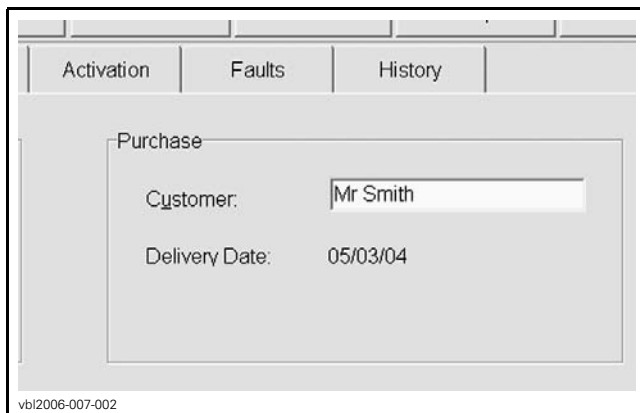 Activation Faults History
Purchase
Customer: Mr Smith
Delivery Date: 05/03/04
vbl2006-007-002